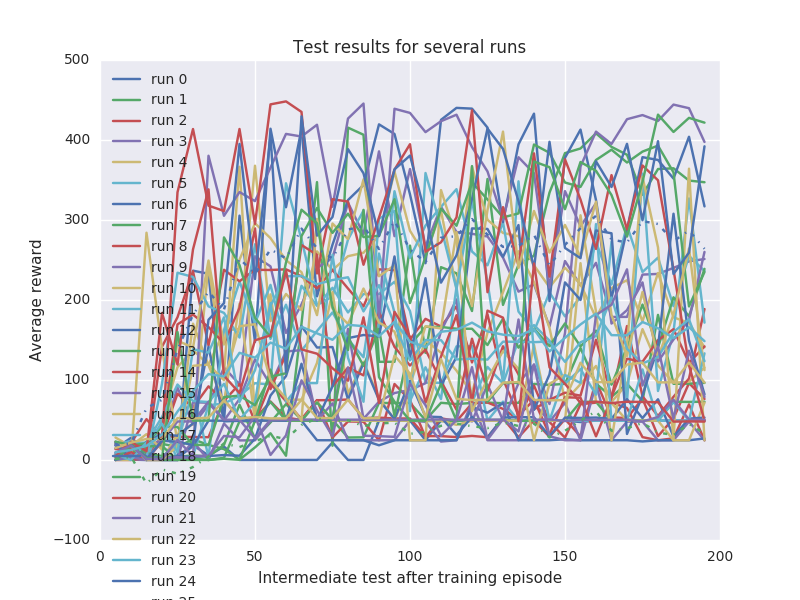 Test results for several runs
500
400
300
200
100
0
−100
Average reward
run 0
run 1
run 2
run 3
run 4
run 5
run 6
run 7
run 8
run 9
run 10
run 11
run 12
run 13
run 14
run 15
run 16
run 17
run 18
run 19
run 20
run 21
run 22
run 23
run 24
run 25
0 50 100 150 200
Intermediate test after training episode